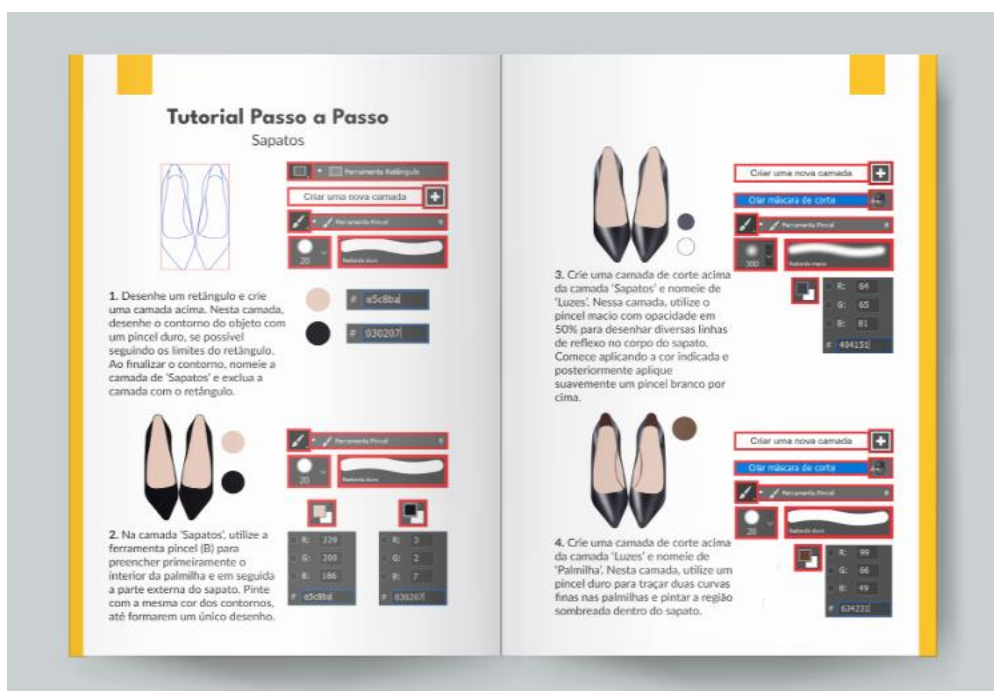 Tutorial Passo a Passo
Sapatos
Ferramenta Retângulo
Criar uma nova camada
Ferramenta Pincel
20
Redondo duro
1. Desenhe um retângulo e crie
uma camada acima. Nesta camada,
desenhe o contorno do objeto com
um pincel duro, se possível
seguindo os limites do retângulo.
Ao finalizar o contorno, nomeie a
camada de 'Sapatos' e exclua a
camada com o retângulo.
# e5c8ba
# 030207
Ferramenta Pincel
20
Redondo duro
2. Na camada 'Sapatos', utilize a
ferramenta pincel (B) para
preencher primeiramente o
interior da palmilha e em seguida
a parte externa do sapato. Pinte
com a mesma cor dos contornos,
até formarem um único desenho.
R: 229
G: 200
B: 186
# e5c8ba
R: 3
G: 2
B: 7
# 030207
Criar uma nova camada
Criar máscara de corte
Ferramenta Pincel
300
Redondo macio
3. Crie uma camada de corte acima
da camada 'Sapatos' e nomeie de
'Luzes'. Nessa camada, utilize o
pincel macio com opacidade em
50% para desenhar diversas linhas
de reflexo no corpo do sapato.
Comece aplicando a cor indicada e
posteriormente aplique
suavemente um pincel branco por
cima.
R: 64
G: 65
B: 81
# 404151
Criar uma nova camada
Criar máscara de corte
Ferramenta Pincel
20
Redondo duro
4. Crie uma camada de corte acima
da camada 'Luzes' e nomeie de
'Palmilha'. Nesta camada, utilize um
pincel duro para traçar duas curvas
finas nas palmilhas e pintar a região
sombreada dentro do sapato.
R: 99
G: 66
B: 49
# 634231